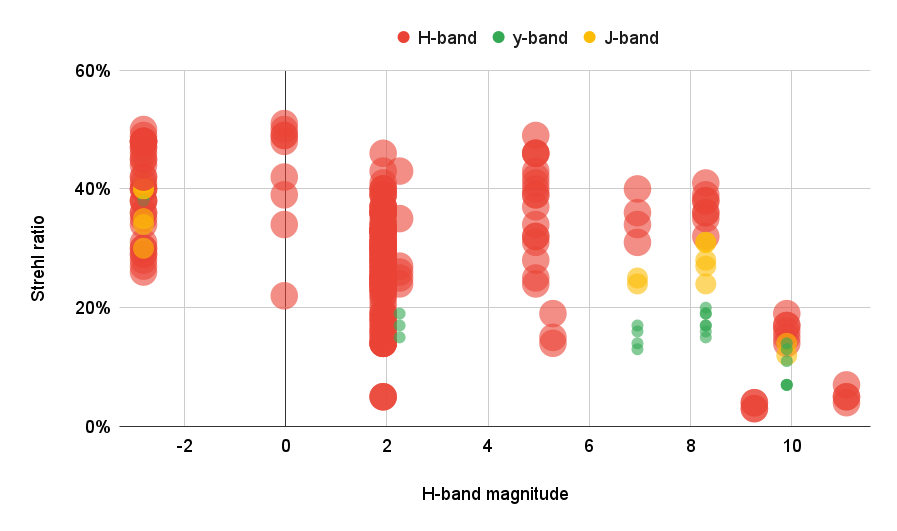 H-band y-band J-band
60%
40%
20%
0%
Strehl ratio
-2 0 2 4 6 8 10
H-band magnitude